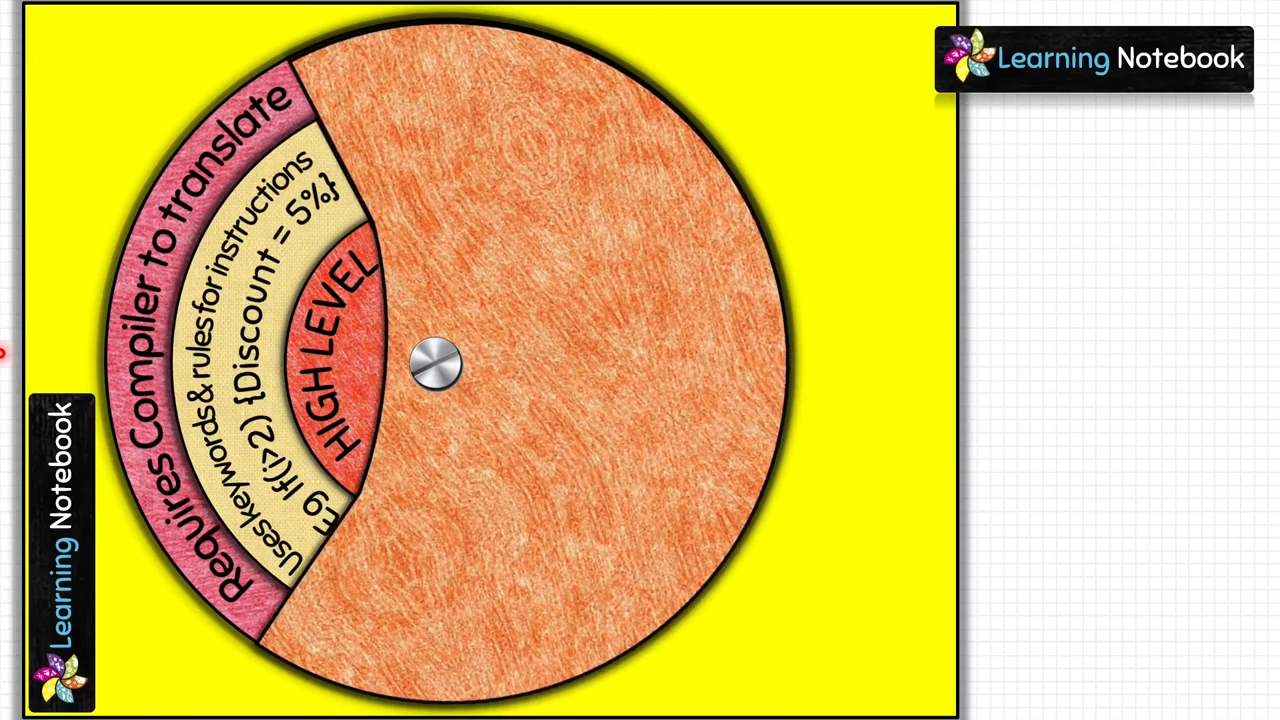 Learning Notebook
Requires Compiler to translate
Uses keywords & rules for instructions
E.g If(i>2) {Discount = 5%}
HIGH LEVEL
Learning Notebook